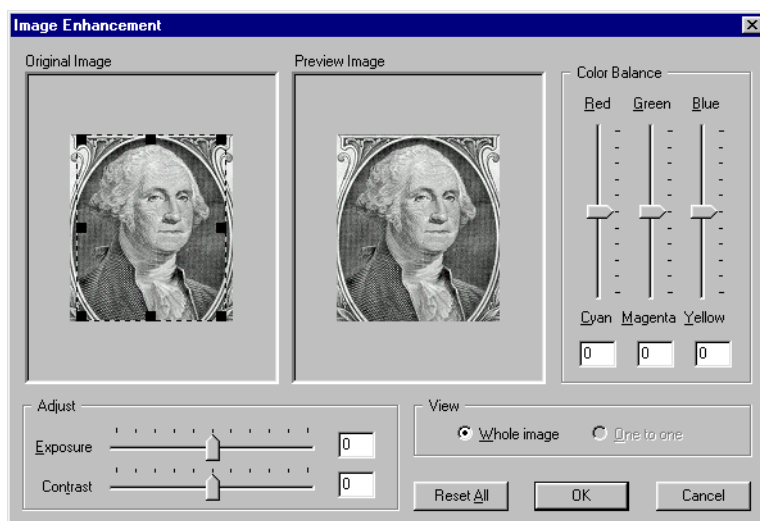 Image Enhancement
Original Image
Preview Image
Color Balance
Red Green Blue
Cyan Magenta Yellow
0 0 0
Adjust
Exposure 0
Contrast 0
View
Whole image One to one
Reset All OK Cancel